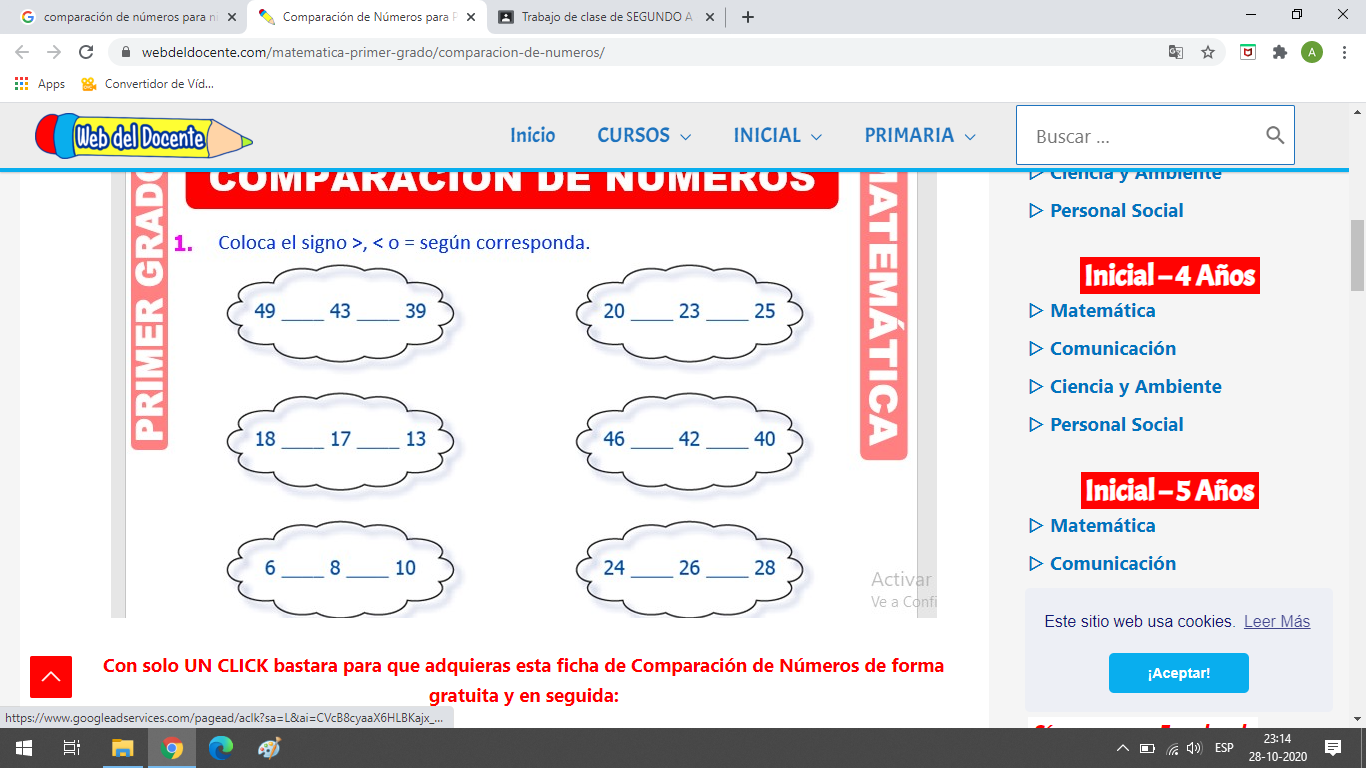 comparación de números para n
Comparación de Números para P
Trabajo de clase de SEGUNDO A
webdeldocente.com/matematica-primer-grado/comparacion-de-numeros/
A
Apps
Convertidor de Víd...
Web del Docente
Inicio
CURSOS
INICIAL
PRIMARIA
Buscar ...
COMPARACIÓN DE NÚMEROS
PRIMER GRADO
MATEMÁTICA
1. Coloca el signo >, < o = según corresponda.
49 ____ 43 ____ 39
20 ____ 23 ____ 25
18 ____ 17 ____ 13
46 ____ 42 ____ 40
6 ____ 8 ____ 10
24 ____ 26 ____ 28
Activar
Ve a Confi
Con solo UN CLICK bastara para que adquieras esta ficha de Comparación de Números de forma
gratuita y en seguida:
Ciencia y Ambiente
Personal Social
Inicial – 4 Años
Matemática
Comunicación
Ciencia y Ambiente
Personal Social
Inicial – 5 Años
Matemática
Comunicación
Este sitio web usa cookies. Leer Más
¡Aceptar!
https://www.googleadservices.com/pagead/aclk?sa=L&ai=CVcB8cyaaX6HLBKajx_...
ESP
23:14
28-10-2020